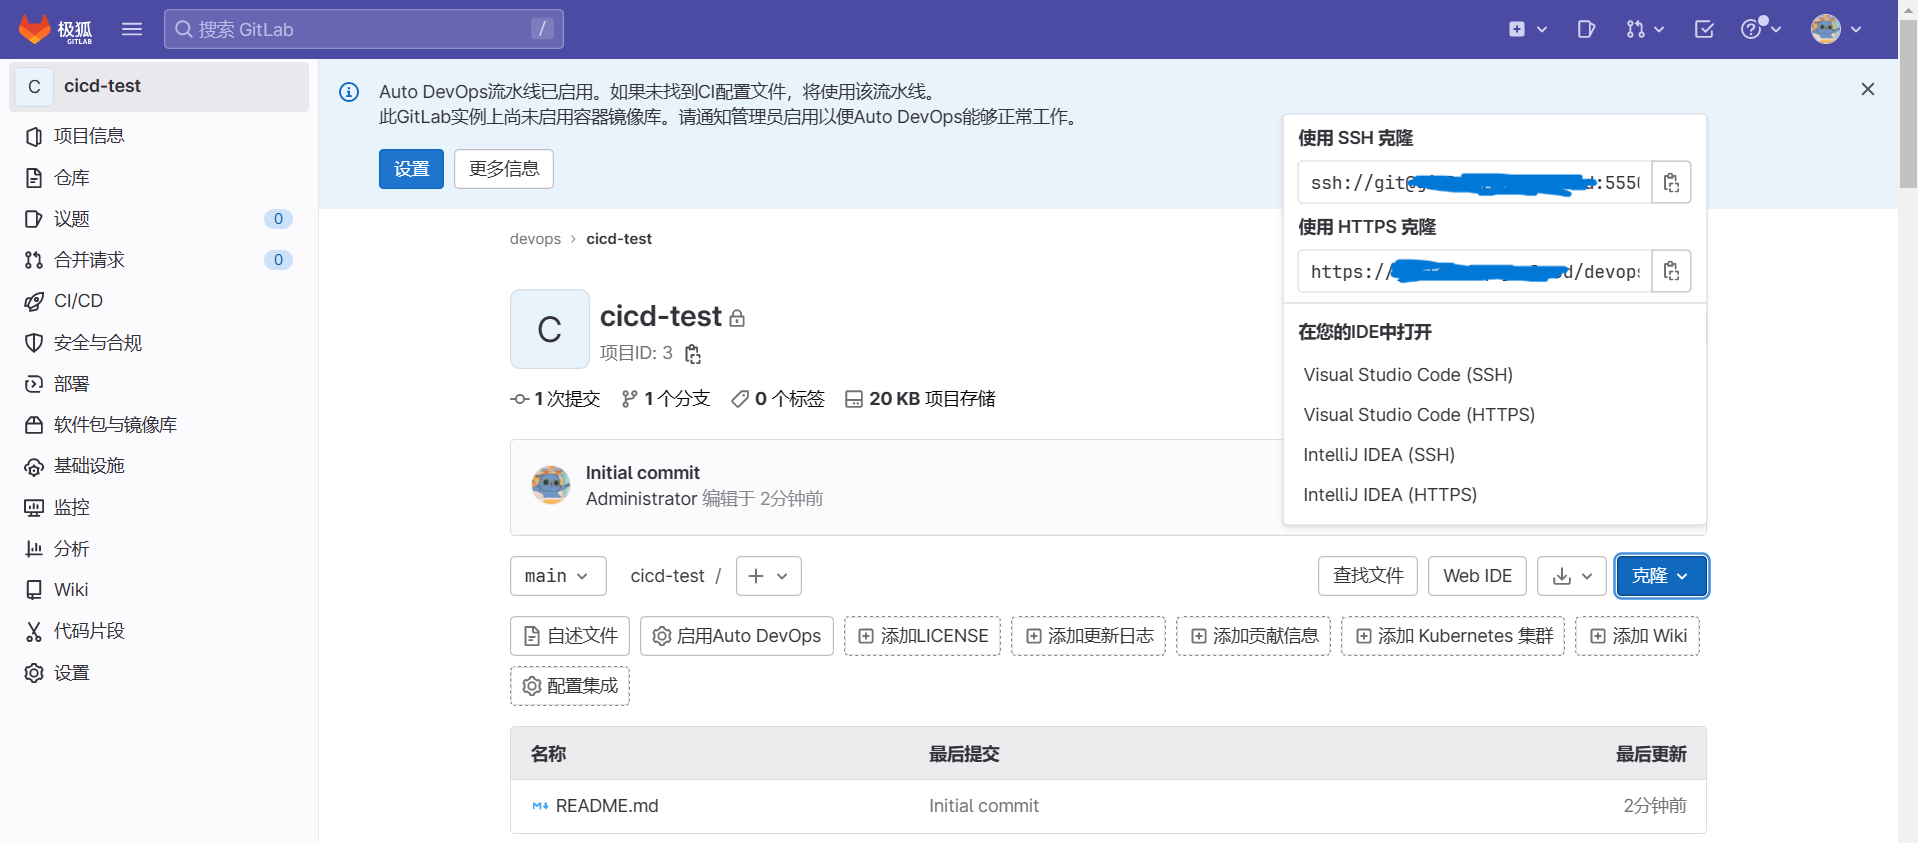 极狐
GITLAB
搜索 GitLab
/
C
cicd-test
项目信息
仓库
议题
0
合并请求
0
CI/CD
安全与合规
部署
软件包与镜像库
基础设施
监控
分析
Wiki
代码片段
设置
Auto DevOps流水线已启用。如果未找到CI配置文件，将使用该流水线。
此GitLab实例上尚未启用容器镜像库。请通知管理员启用以便Auto DevOps能够正常工作。
设置
更多信息
使用 SSH 克隆
ssh://git@ :555
使用 HTTPS 克隆
https:// /devops
在您的IDE中打开
Visual Studio Code (SSH)
Visual Studio Code (HTTPS)
IntelliJ IDEA (SSH)
IntelliJ IDEA (HTTPS)
devops › cicd-test
C
cicd-test
项目ID: 3
1 次提交
1 个分支
0 个标签
20 KB 项目存储
Initial commit
Administrator 编辑于 2分钟前
main
cicd-test /
查找文件
Web IDE
克隆
自述文件
启用Auto DevOps
添加LICENSE
添加更新日志
添加贡献信息
添加 Kubernetes 集群
添加 Wiki
配置集成
名称
最后提交
最后更新
README.md
Initial commit
2分钟前